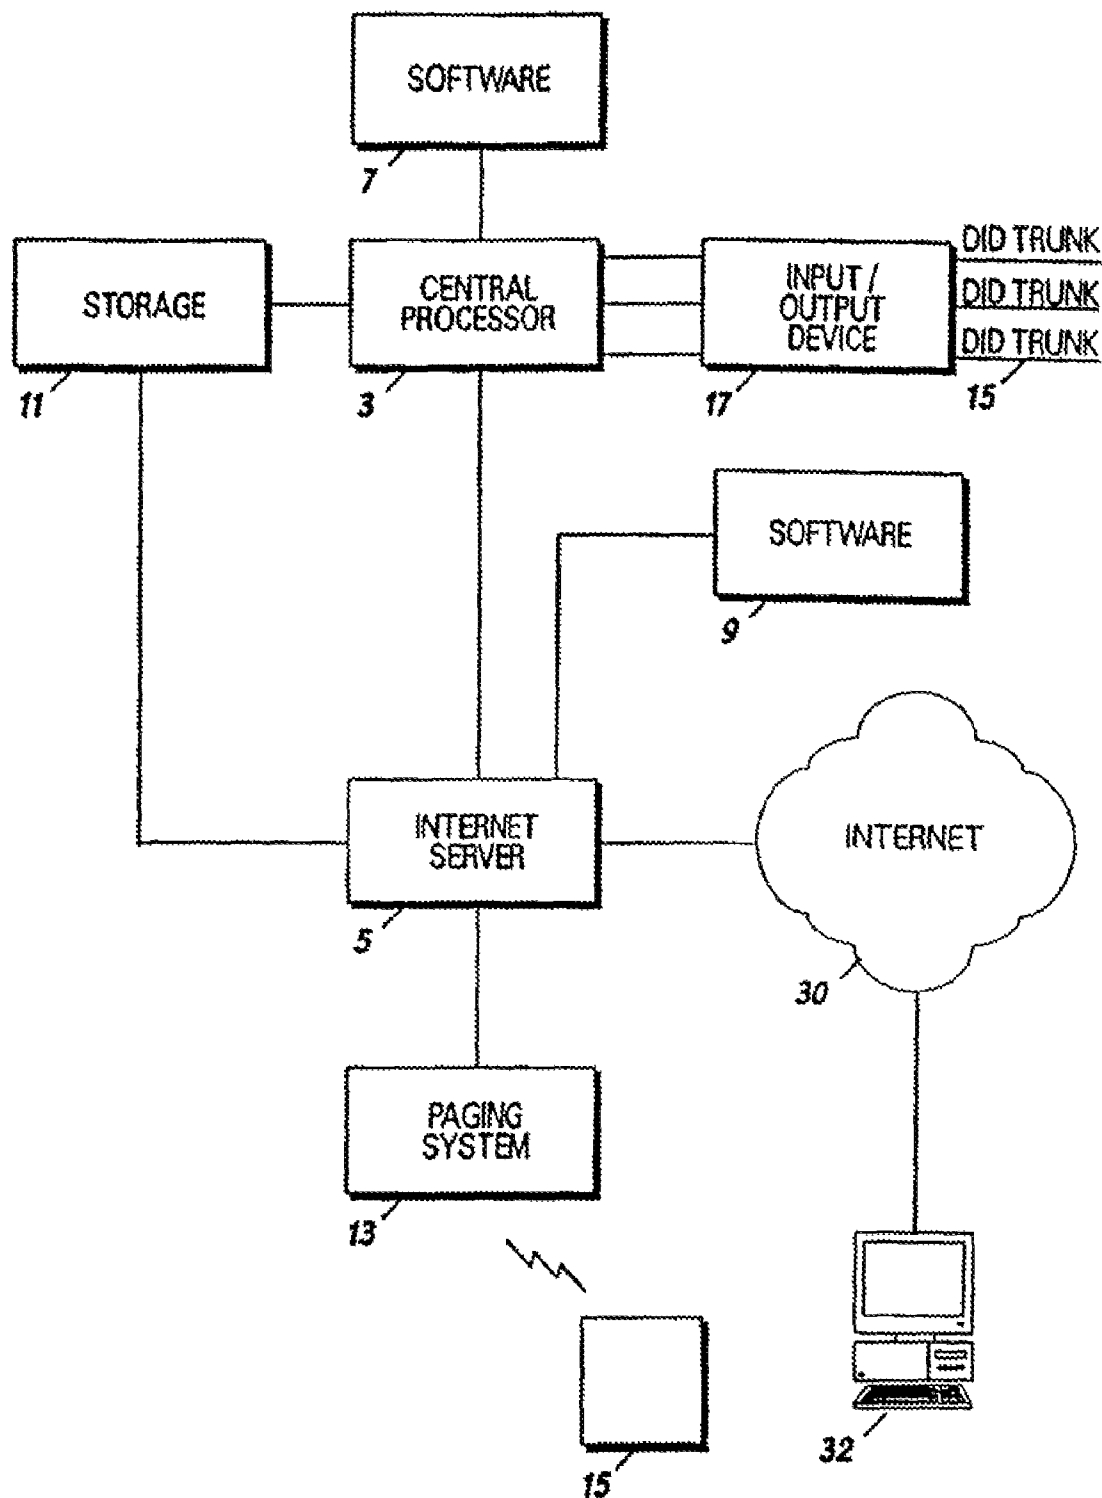 SOFTWARE
7
STORAGE
11
CENTRAL
PROCESSOR
3
INPUT /
OUTPUT
DEVICE
17
DID TRUNK
DID TRUNK
DID TRUNK
15
SOFTWARE
9
INTERNET
SERVER
5
INTERNET
30
PAGING
SYSTEM
13
15
32